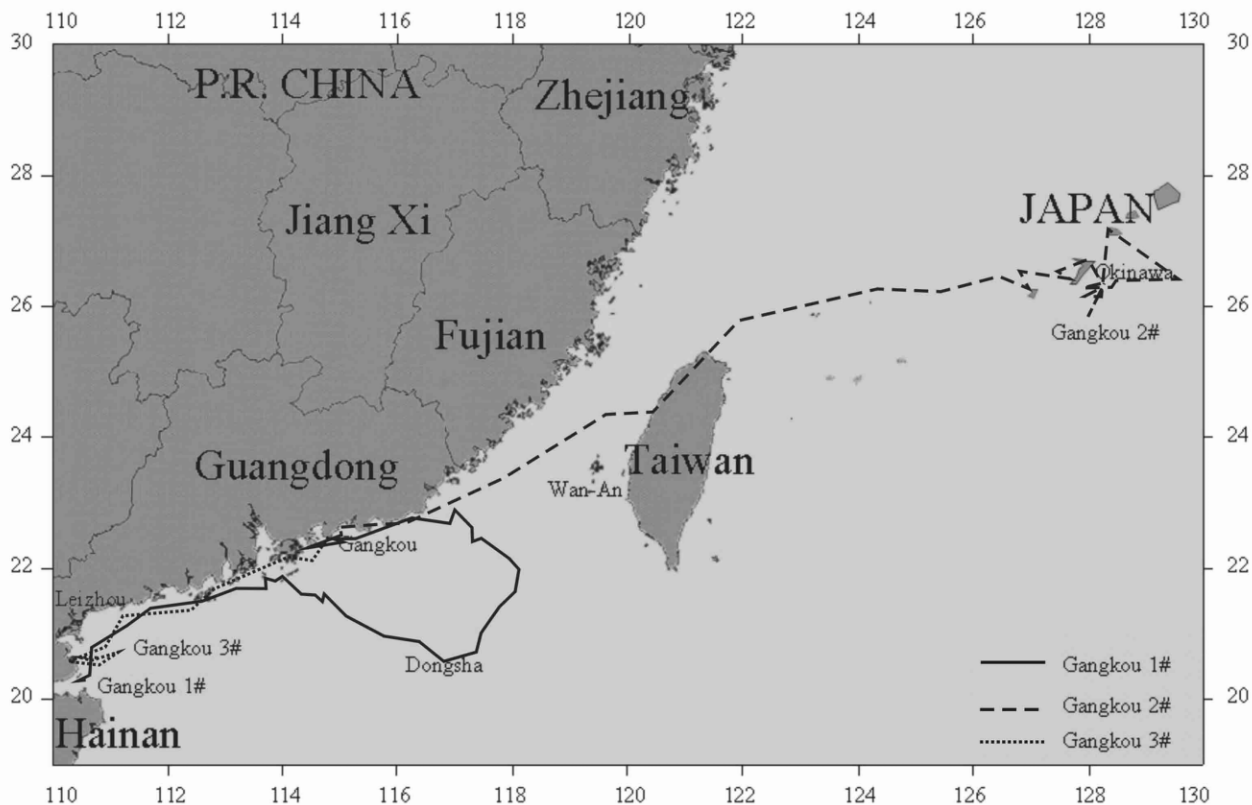 110 112 114 116 118 120 122 124 126 128 130
30 30
P.R. CHINA
Zhejiang
28 28
JAPAN
Jiang Xi
Okinawa
26 26
Gangkou 2#
Fujian
24 24
Guangdong
Taiwan
Wan-An
Gangkou
22 22
Leizhou
Gangkou 3#
Dongsha
Gangkou 1#
Gangkou 1#
20 20
Gangkou 2#
Hainan
Gangkou 3#
110 112 114 116 118 120 122 124 126 128 130